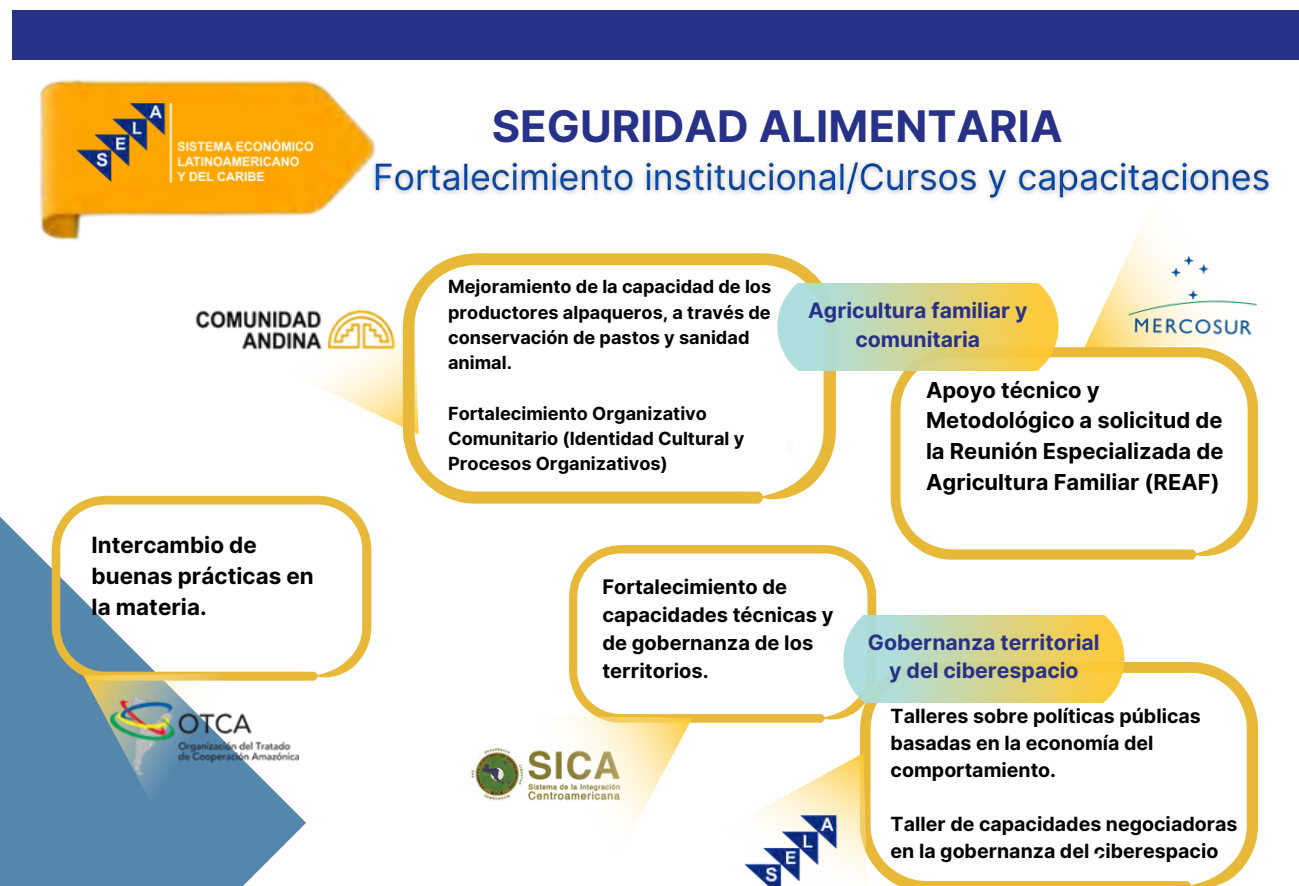 SELA
SISTEMA ECONÓMICO
LATINOAMERICANO
Y DEL CARIBE
SEGURIDAD ALIMENTARIA
Fortalecimiento institucional/Cursos y capacitaciones
COMUNIDAD
ANDINA
Mejoramiento de la capacidad de los
productores alpaqueros, a través de
conservación de pastos y sanidad
animal.
Fortalecimiento Organizativo
Comunitario (Identidad Cultural y
Procesos Organizativos)
Agricultura familiar y
comunitaria
MERCOSUR
Apoyo técnico y
Metodológico a solicitud de
la Reunión Especializada de
Agricultura Familiar (REAF)
Intercambio de
buenas prácticas en
la materia.
OTCA
Organización del Tratado
de Cooperación Amazónica
Fortalecimiento de
capacidades técnicas y
de gobernanza de los
territorios.
SICA
Sistema de la Integración
Centroamericana
Gobernanza territorial
y del ciberespacio
Talleres sobre políticas públicas
basadas en la economía del
comportamiento.
Taller de capacidades negociadoras
en la gobernanza del ciberespacio
SELA